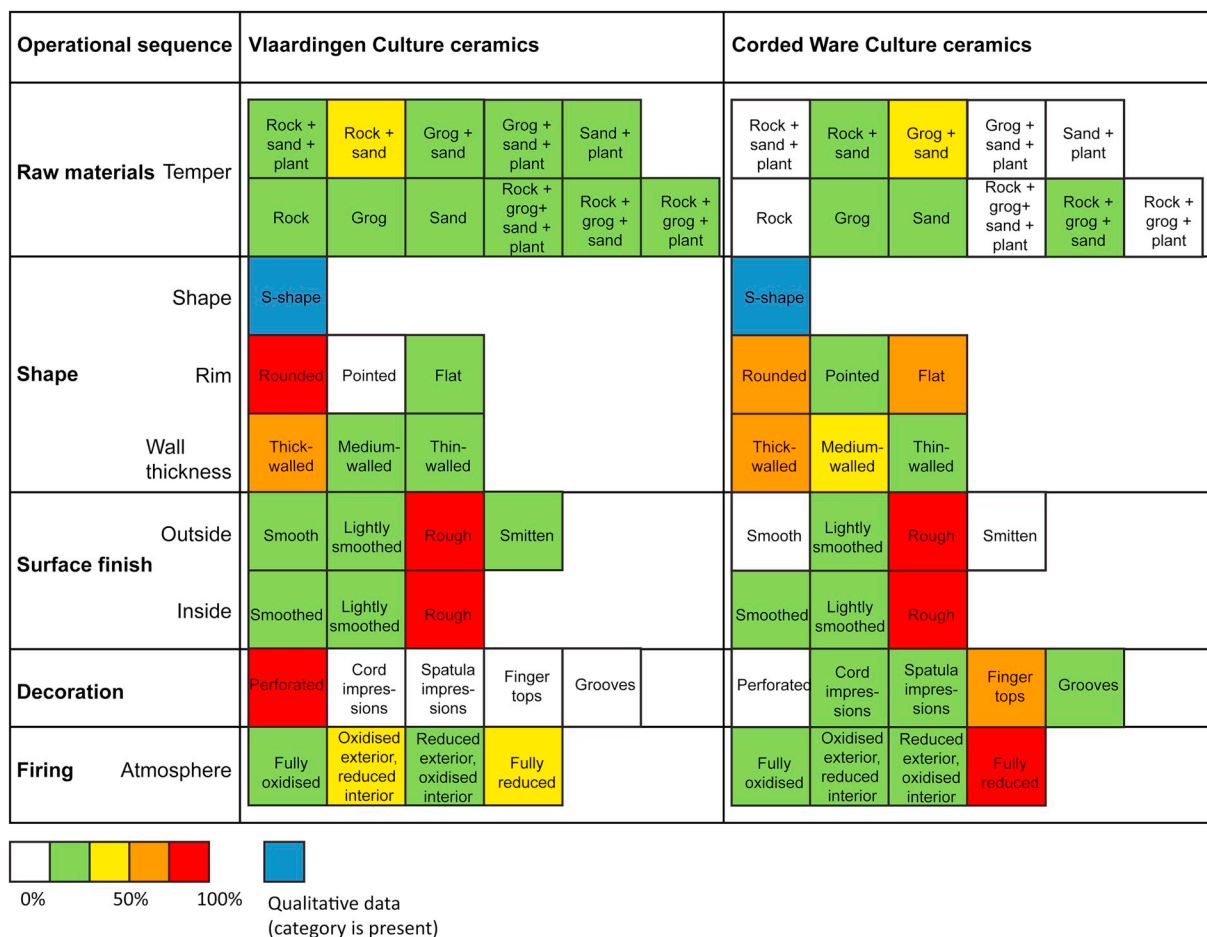 Operational sequence
Vlaardingen Culture ceramics
Corded Ware Culture ceramics
Raw materials Temper
Rock +
sand +
plant
Rock +
sand
Grog +
sand
Grog +
sand +
plant
Sand +
plant
Rock
Grog
Sand
Rock +
grog+
sand +
plant
Rock +
grog +
sand
Rock +
grog +
plant
Rock +
sand +
plant
Rock +
sand
Grog +
sand
Grog +
sand +
plant
Sand +
plant
Rock
Grog
Sand
Rock +
grog+
sand +
plant
Rock +
grog +
sand
Rock +
grog +
plant
Shape
Shape
S-shape
S-shape
Rim
Rounded
Pointed
Flat
Rounded
Pointed
Flat
Wall
thickness
Thick-
walled
Medium-
walled
Thin-
walled
Thick-
walled
Medium-
walled
Thin-
walled
Surface finish
Outside
Smooth
Lightly
smoothed
Rough
Smitten
Smooth
Lightly
smoothed
Rough
Smitten
Inside
Smoothed
Lightly
smoothed
Rough
Smoothed
Lightly
smoothed
Rough
Decoration
Perforated
Cord
impres-
sions
Spatula
impres-
sions
Finger
tops
Grooves
Perforated
Cord
impres-
sions
Spatula
impres-
sions
Finger
tops
Grooves
Firing
Atmosphere
Fully
oxidised
Oxidised
exterior,
reduced
interior
Reduced
exterior,
oxidised
interior
Fully
reduced
Fully
oxidised
Oxidised
exterior,
reduced
interior
Reduced
exterior,
oxidised
interior
Fully
reduced
0%
50%
100%
Qualitative data
(category is present)